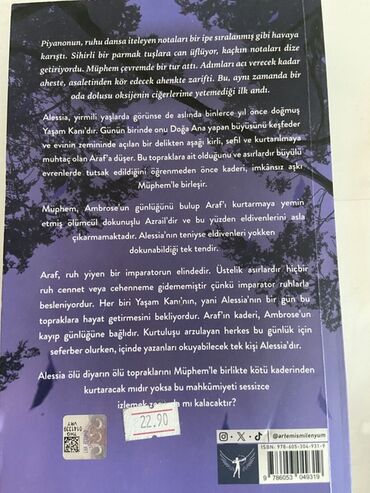 Piyanonun, ruhu dansa iteleyen notaları bir ipe sıralanmış gibi havaya
karıştı. Sihirli bir parmak tuşlara can üflüyor, kaçkın notaları dize
getiriyordu. Müphem çevremde bir tur attı. Adımları acı verecek kadar
aheste, asaletinden kör edecek ahenkte zarifti. Bu, aynı zamanda bir
oda dolusu oksijenin ciğerlerime yetemediği ilk andı.
Alessia, yirmili yaşlarda görünse de aslında binlerce yıl önce doğmuş
Yaşam Kanı'dır. Günün birinde onu Doğa Ana yapan büyüsünü keşfeder
ve evinin zemininde açılan bir delikten aşağı kirli, sefil ve kurtarılmaya
muhtaç olan Araf'a düşer. Bu topraklara ait olduğunu ve asırlardır büyülü
evrenlerde tutsak edildiğini öğrenmeden önce kaderi, imkânsız aşkı
Müphem'le birleşir.
Müphem, Ambrose'un günlüğünü bulup Araf'ı kurtarmaya yemin
etmiş ölümcül dokunuşlu Azrail'dir ve bu yüzden eldivenlerini asla
çıkarmamaktadır. Alessia'nın teniyse eldivenleri yokken
dokunabildiği tek tendir.
Araf, ruh yiyen bir imparatorun elindedir. Üstelik asırlardır hiçbir
ruh cennet veya cehenneme gidememiştir çünkü imparator ruhlarla
besleniyordur. Her biri Yaşam Kanı'nın, yani Alessia'nın bir gün bu
topraklara hayat getirmesini bekliyordur. Araf'ın kaderi, Ambrose'un
kayıp günlüğüne bağlıdır. Kurtuluşu arzulayan herkes bu günlük için
seferber olurken, içinde yazanları okuyabilecek tek kişi Alessia'dır.
Alessia ölü diyarın ölü topraklarını Müphem'le birlikte kötü kaderinden
kurtaracak mıdır yoksa bu mahkûmiyeti sessizce
izlemek zorunda mı kalacaktır?
22.90
@artemismilenyum
ISBN: 978-605-304-931-9
9 786053 049319